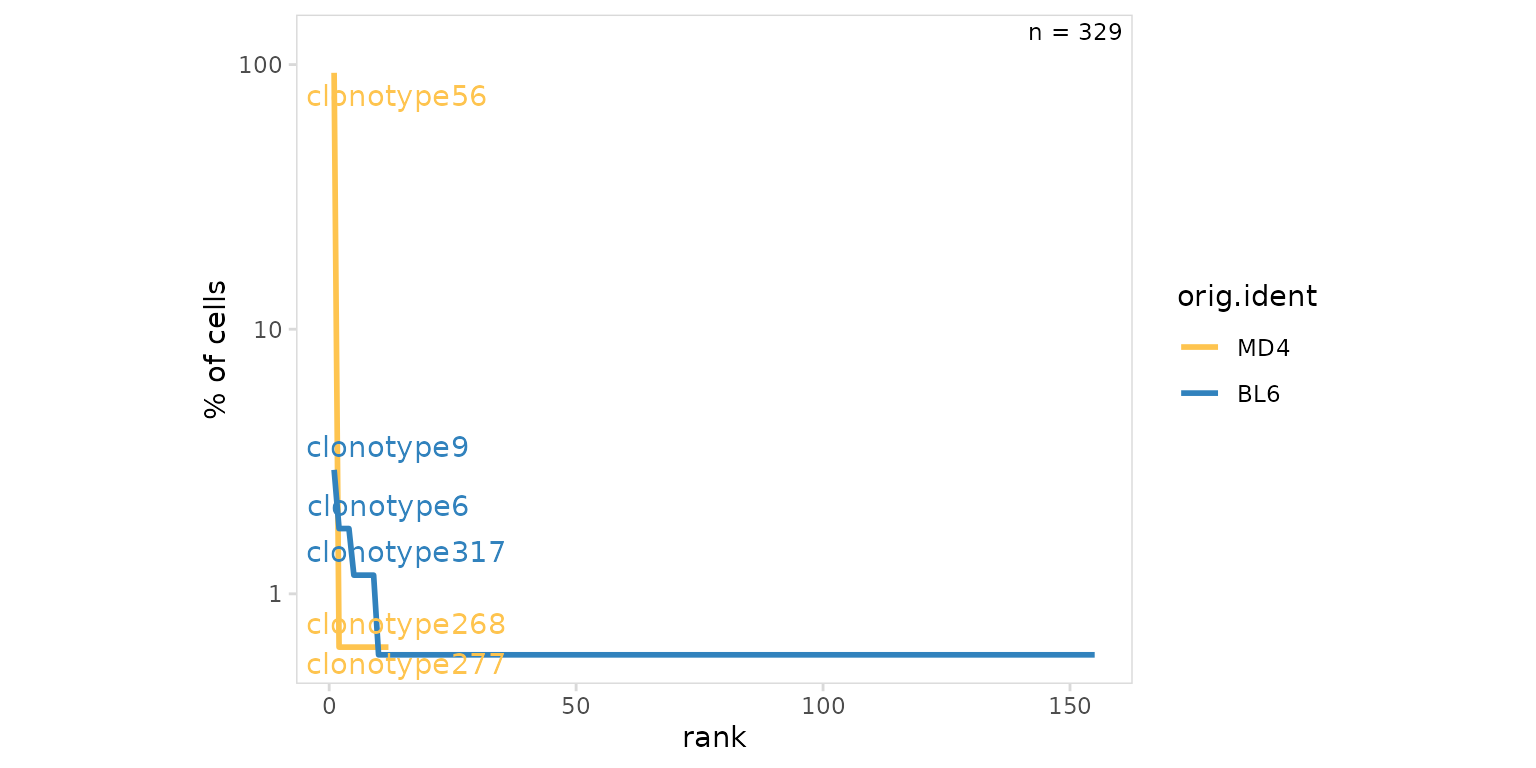 n = 329
100
10
1
% of cells
clonotype56
clonotype9
clonotype6
clonotype317
clonotype268
clonotype277
0
50
100
150
rank
orig.ident
MD4
BL6